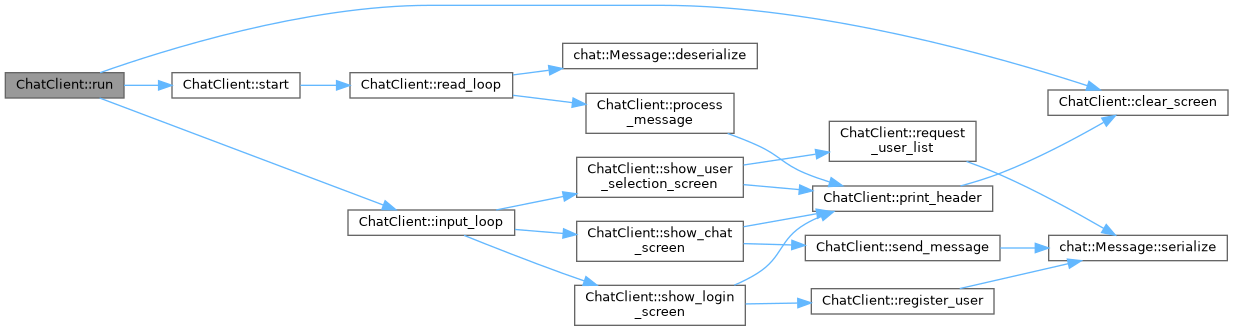 ChatClient::run
ChatClient::start
ChatClient::read_loop
chat::Message::deserialize
ChatClient::process
_message
ChatClient::clear_screen
ChatClient::request
_user_list
ChatClient::show_user
_selection_screen
ChatClient::print_header
ChatClient::input_loop
ChatClient::show_chat
_screen
ChatClient::send_message
chat::Message::serialize
ChatClient::show_login
_screen
ChatClient::register_user